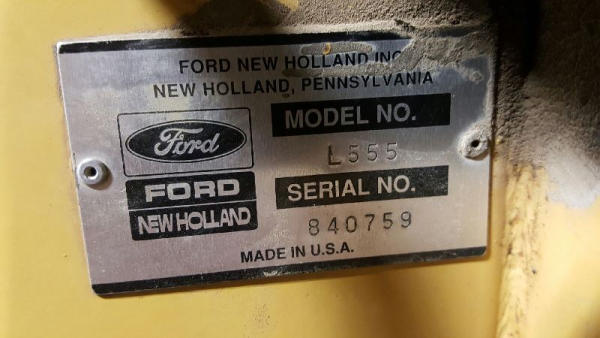 FORD NEW HOLLAND INC
NEW HOLLAND, PENNSYLVANIA
MODEL NO.
L555
Ford
FORD
NEW HOLLAND
SERIAL NO.
840759
MADE IN U.S.A.